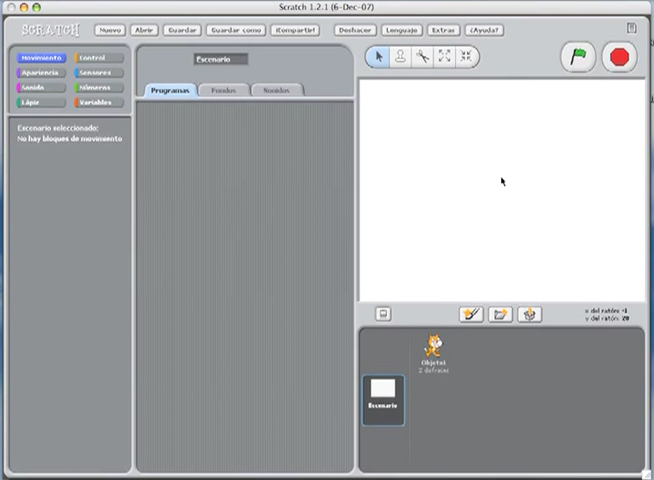 Scratch 1.2.1 (6-Dec-07)
SCRATCH
Nuevo
Abrir
Guardar
Guardar como
¡Compartir!
Deshacer
Lenguaje
Extras
¿Ayuda?
Movimiento
Control
Apariencia
Sensores
Sonido
Números
Lápiz
Variables
Escenario seleccionado:
No hay bloques de movimiento
Escenario
Programas
Fondos
Sonidos
x del ratón: -1
y del ratón: 28
Objeto1
2 disfraces
Escenario